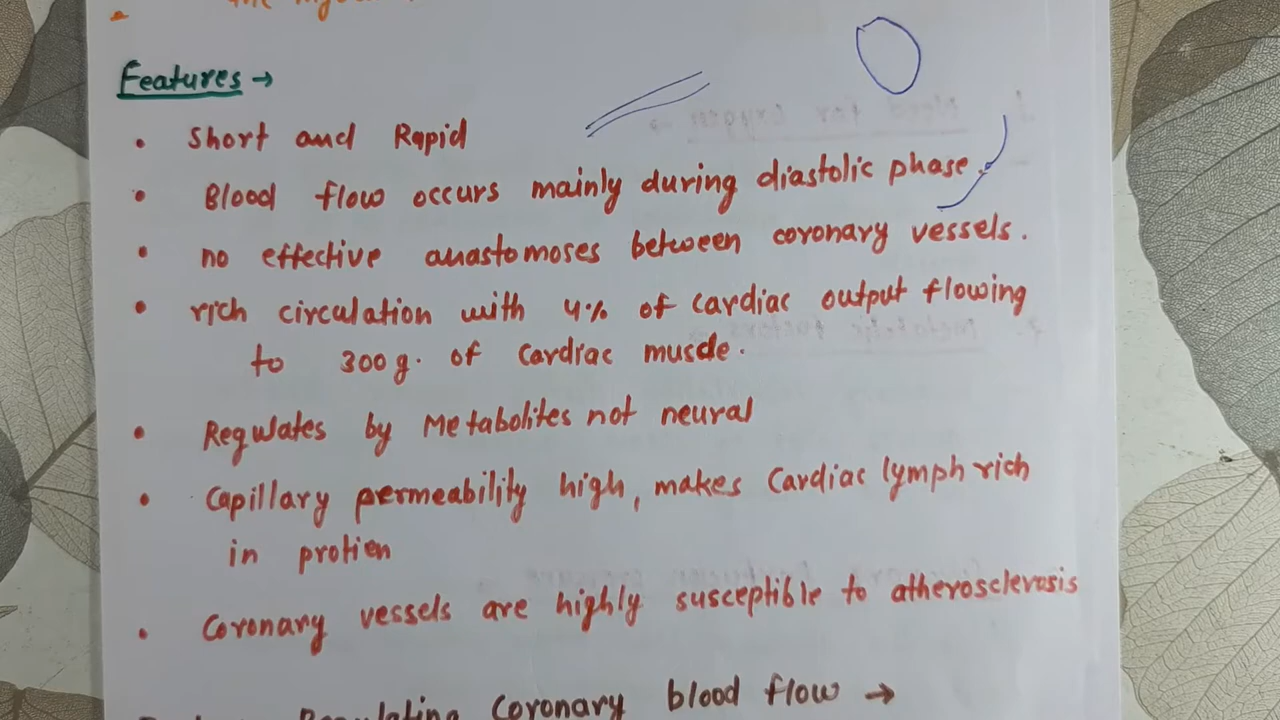 Features →
• Short and Rapid
• Blood flow occurs mainly during diastolic phase.
• no effective anastomoses between coronary vessels.
• rich circulation with 4% of cardiac output flowing
to 300 g. of cardiac muscle.
• Regulates by Metabolites not neural
• Capillary permeability high, makes Cardiac lymph rich
in protien
• Coronary vessels are highly susceptible to atherosclerosis
Regulating Coronary blood flow →